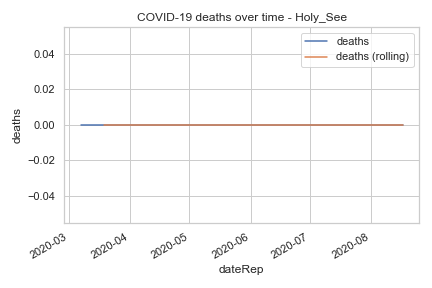 COVID-19 deaths over time - Holy_See
deaths
deaths (rolling)
0.04
0.02
0.00
−0.02
−0.04
deaths
2020-03
2020-04
2020-05
2020-06
2020-07
2020-08
dateRep